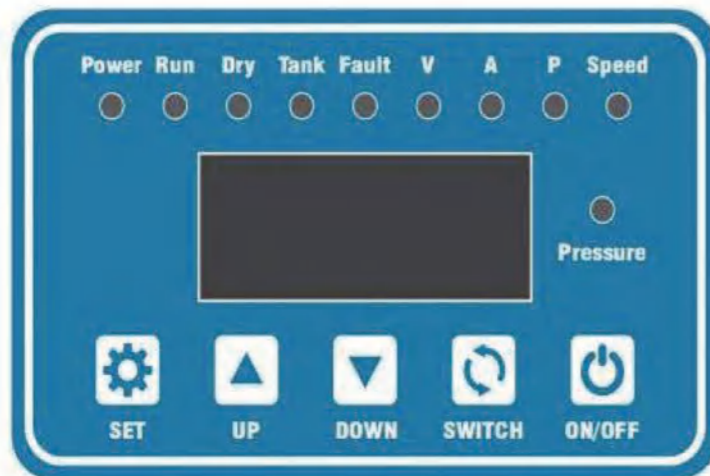 Power Run Dry Tank Fault V A P Speed
Pressure
SET UP DOWN SWITCH ON/OFF